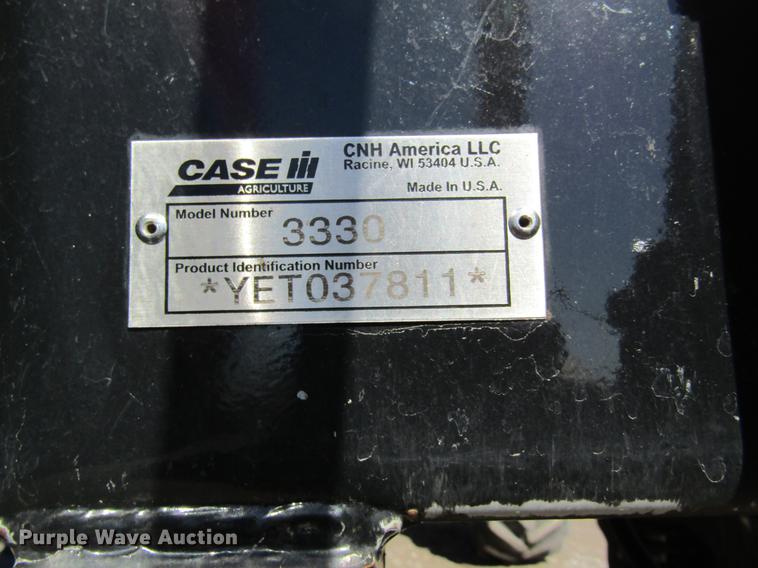 CASE IH
AGRICULTURE
CNH America LLC
Racine, WI 53404 U.S.A.
Made In U.S.A.
Model Number
3330
Product Identification Number
*YET037811*
Purple Wave Auction